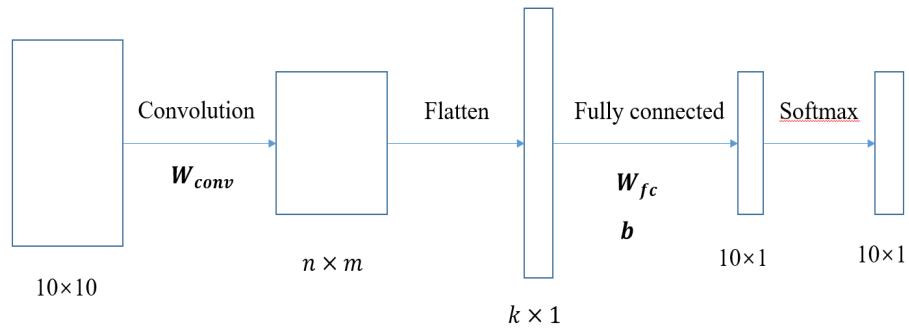 Convolution
Flatten
Fully connected
Softmax
W_conv
W_fc
b
10×10
n × m
k × 1
10×1
10×1